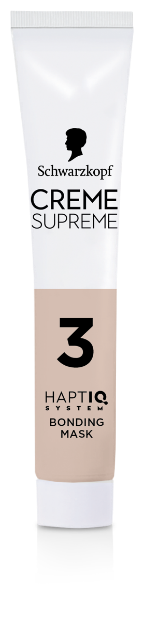 Schwarzkopf
CREME
SUPREME
3
HAPTIQ
SYSTEM
BONDING
MASK